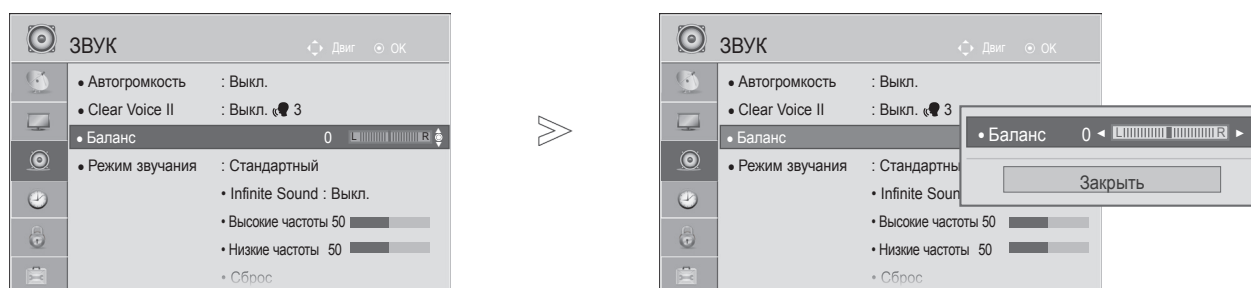 ЗВУК
Двиг ОК
• Автогромкость : Выкл.
• Clear Voice II : Выкл. 3
• Баланс 0 L R
• Режим звучания : Стандартный
• Infinite Sound : Выкл.
• Высокие частоты 50
• Низкие частоты 50
• Сброс
ЗВУК
Двиг ОК
• Автогромкость : Выкл.
• Clear Voice II : Выкл. 3
• Баланс
• Режим звучания : Стандартны
• Infinite Soun
• Высокие частоты 50
• Низкие частоты 50
• Сброс
• Баланс 0 ◄ L R ►
Закрыть